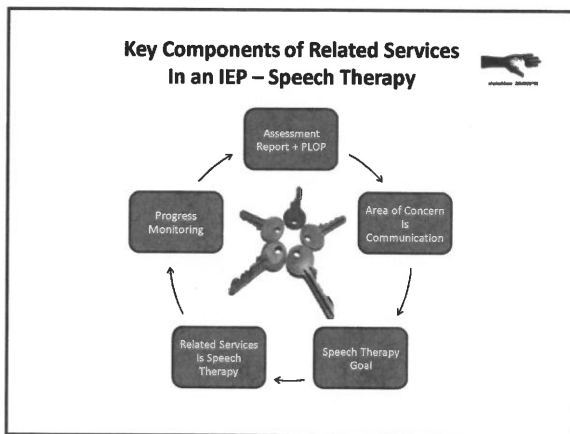 Key Components of Related Services
In an IEP – Speech Therapy
Assessment
Report + PLOP
Area of Concern
Is
Communication
Speech Therapy
Goal
Related Services
Is Speech
Therapy
Progress
Monitoring